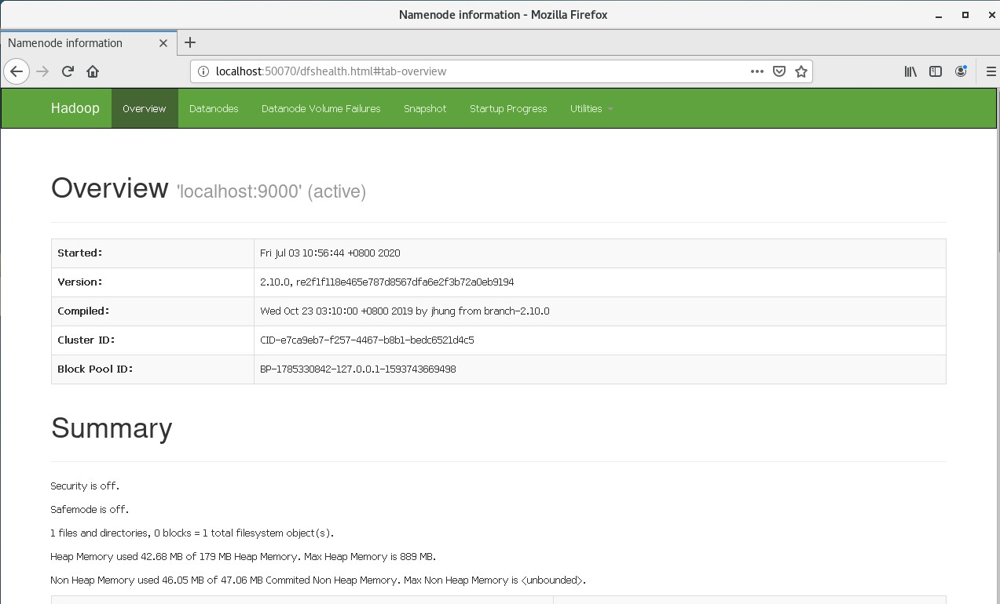 Namenode information - Mozilla Firefox
Namenode information
localhost:50070/dfshealth.html#tab-overview
Hadoop Overview Datanodes Datanode Volume Failures Snapshot Startup Progress Utilities
Overview 'localhost:9000' (active)
Started: Fri Jul 03 10:56:44 +0800 2020
Version: 2.10.0, re2f1f118e465e787d8567dfa6e2f3b72a0eb9194
Compiled: Wed Oct 23 03:10:00 +0800 2019 by jhung from branch-2.10.0
Cluster ID: CID-e7ca9eb7-f257-4467-b8b1-bedc6521d4c5
Block Pool ID: BP-1785330842-127.0.0.1-1593743669498
Summary
Security is off.
Safemode is off.
1 files and directories, 0 blocks = 1 total filesystem object(s).
Heap Memory used 42.68 MB of 179 MB Heap Memory. Max Heap Memory is 889 MB.
Non Heap Memory used 46.05 MB of 47.06 MB Commited Non Heap Memory. Max Non Heap Memory is <unbounded>.